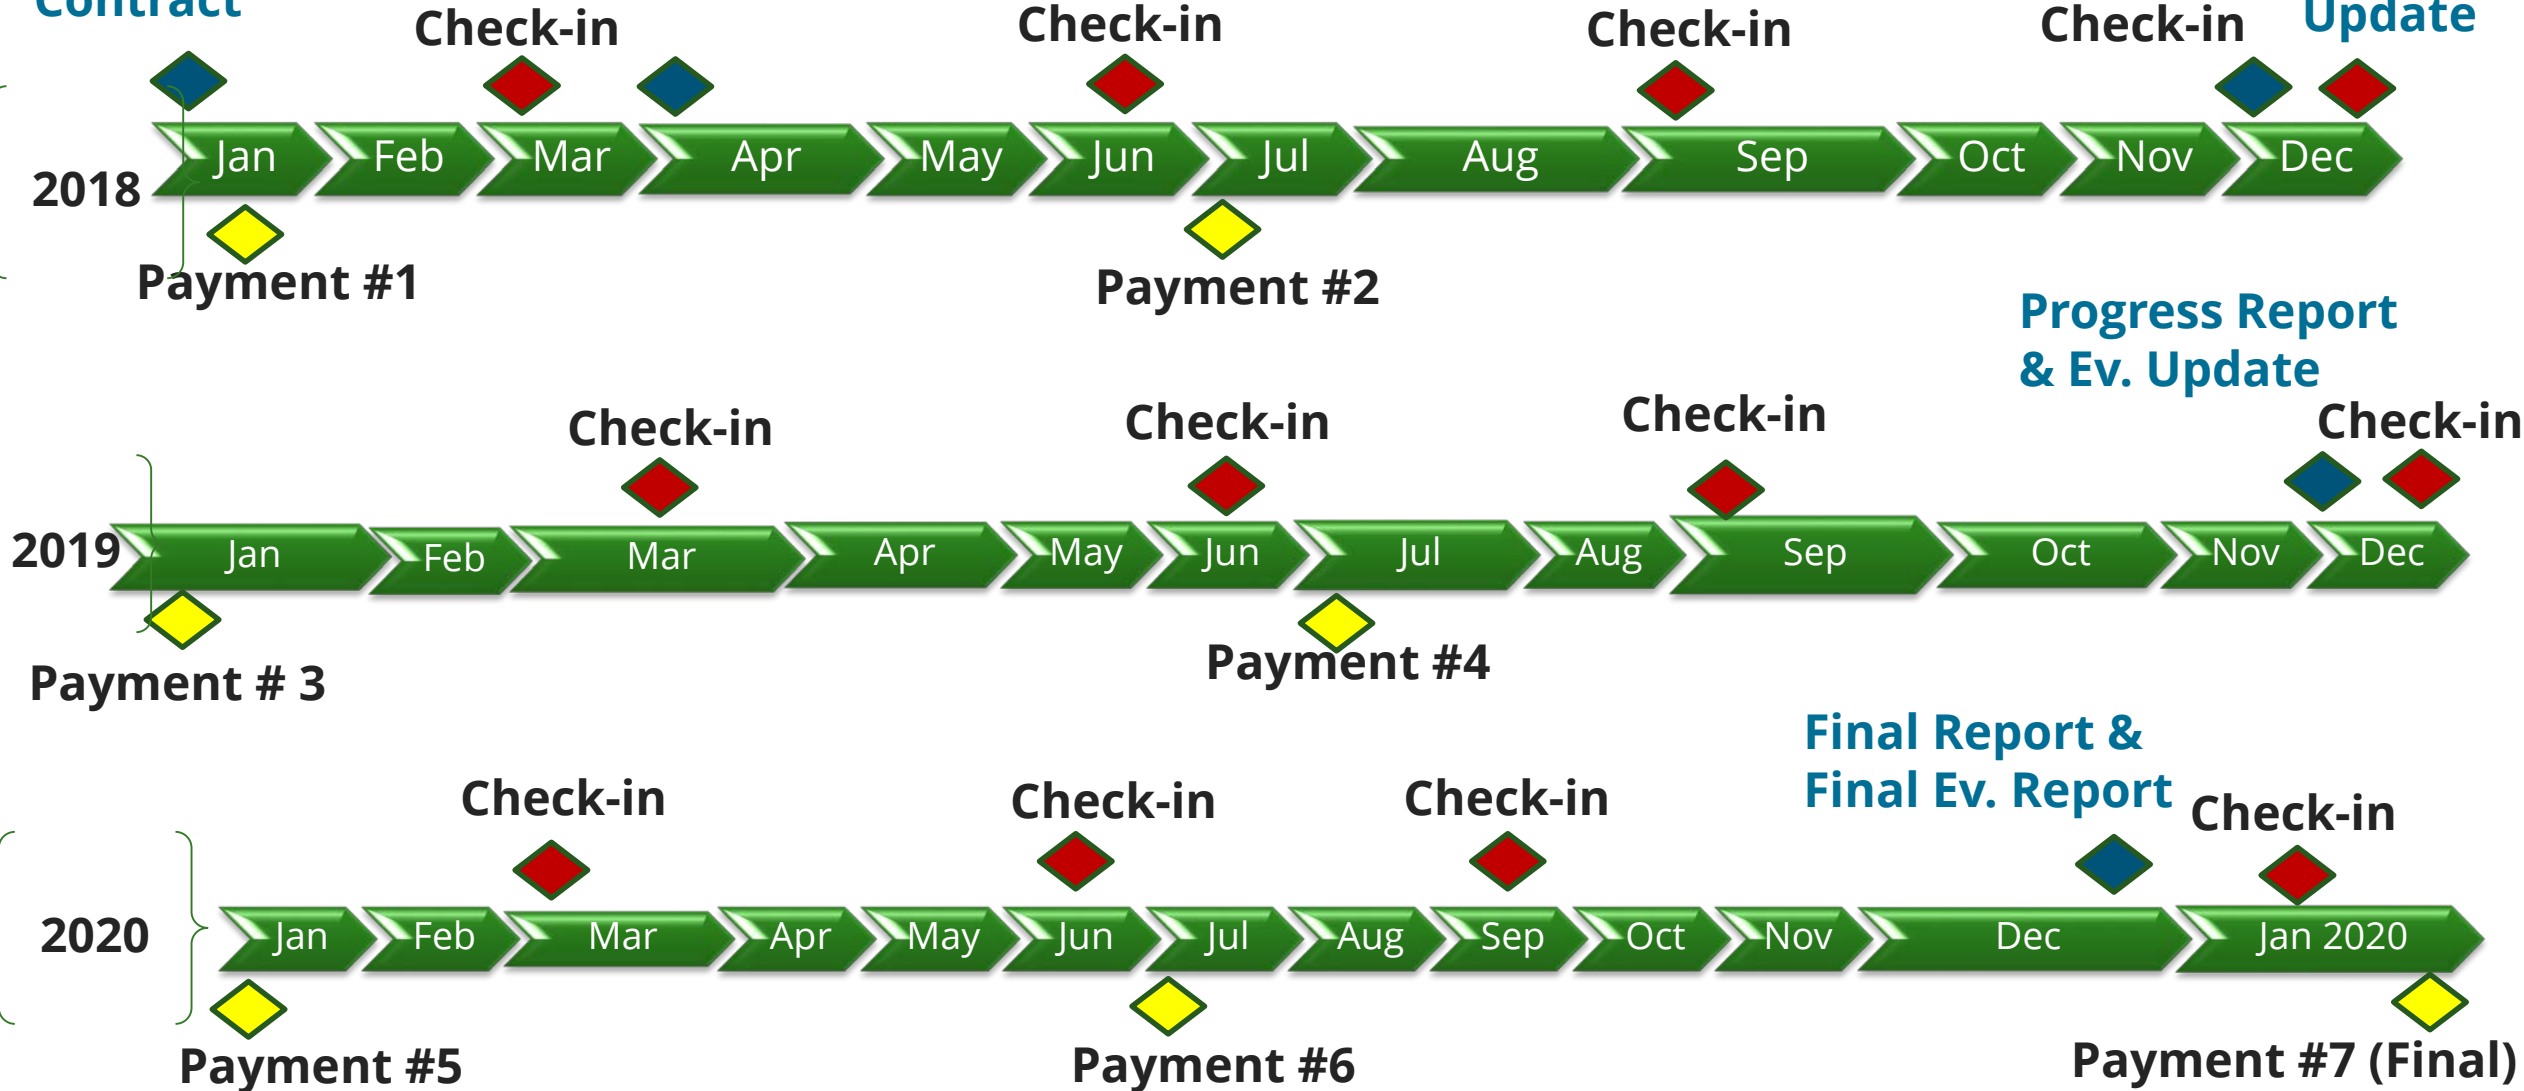 Contract
Check-in
Check-in
Check-in
Check-in
Update
2018
Jan
Feb
Mar
Apr
May
Jun
Jul
Aug
Sep
Oct
Nov
Dec
Payment #1
Payment #2
Progress Report
& Ev. Update
Check-in
Check-in
Check-in
Check-in
2019
Jan
Feb
Mar
Apr
May
Jun
Jul
Aug
Sep
Oct
Nov
Dec
Payment # 3
Payment #4
Final Report &
Final Ev. Report
Check-in
Check-in
Check-in
Check-in
2020
Jan
Feb
Mar
Apr
May
Jun
Jul
Aug
Sep
Oct
Nov
Dec
Jan 2020
Payment #5
Payment #6
Payment #7 (Final)